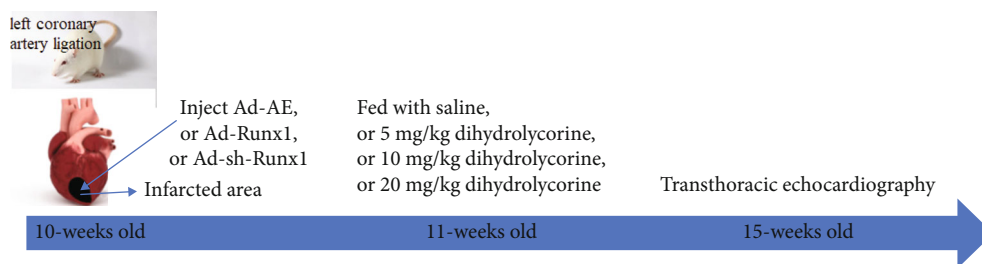 left coronary
artery ligation
Inject Ad-AE,
or Ad-Runx1,
or Ad-sh-Runx1
Infarcted area
Fed with saline,
or 5 mg/kg dihydrolycorine,
or 10 mg/kg dihydrolycorine,
or 20 mg/kg dihydrolycorine
Transthoracic echocardiography
10-weeks old
11-weeks old
15-weeks old